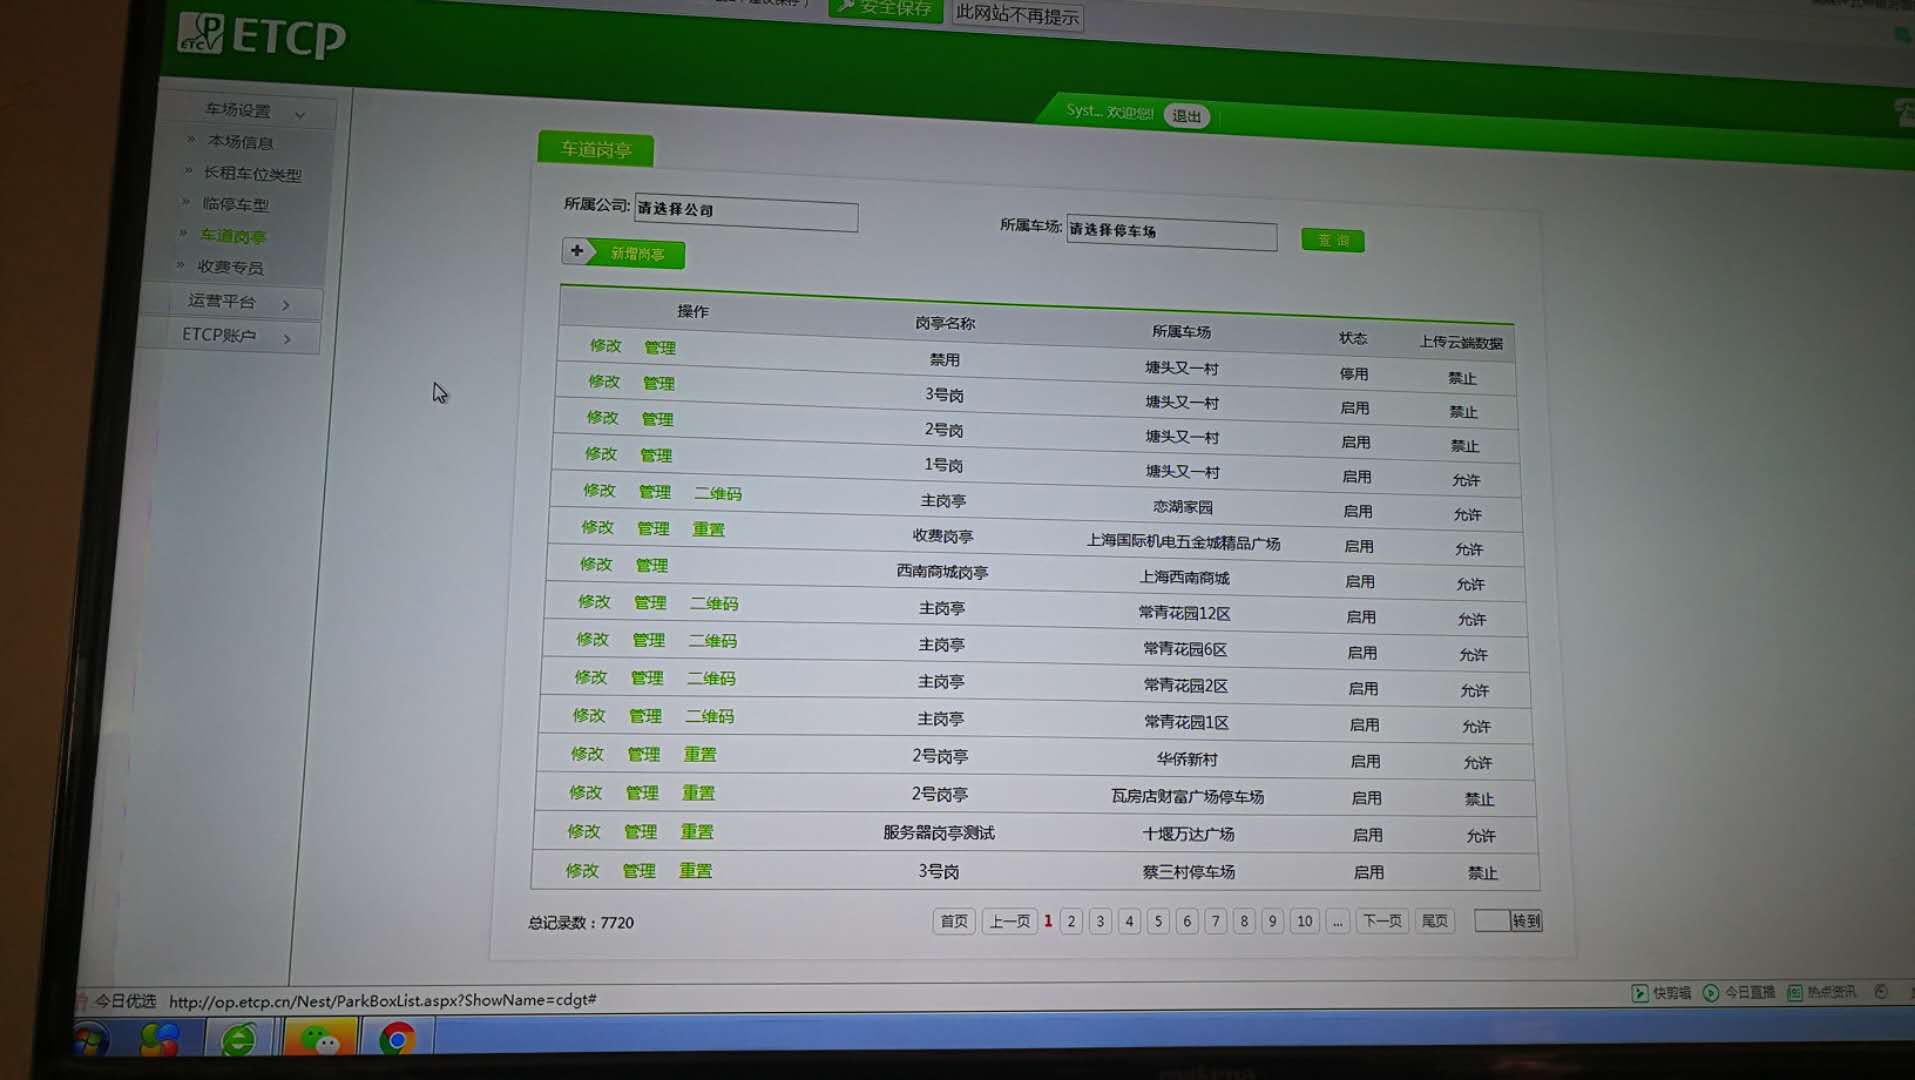 安全保存 此网站不再提示
ETCP
Syst... 欢迎您! 退出
车场设置
» 本场信息
» 长租车位类型
» 临停车型
» 车道岗亭
» 收费专员
运营平台 >
ETCP账户 >
车道岗亭
所属公司: 请选择公司 所属车场: 请选择停车场 查询
+ 新增岗亭
操作 岗亭名称 所属车场 状态 上传云端数据
修改 管理 禁用 塘头又一村 停用 禁止
修改 管理 3号岗 塘头又一村 启用 禁止
修改 管理 2号岗 塘头又一村 启用 禁止
修改 管理 1号岗 塘头又一村 启用 允许
修改 管理 二维码 主岗亭 恋湖家园 启用 允许
修改 管理 重置 收费岗亭 上海国际机电五金城精品广场 启用 允许
修改 管理 西南商城岗亭 上海西南商城 启用 允许
修改 管理 二维码 主岗亭 常青花园12区 启用 允许
修改 管理 二维码 主岗亭 常青花园6区 启用 允许
修改 管理 二维码 主岗亭 常青花园2区 启用 允许
修改 管理 二维码 主岗亭 常青花园1区 启用 允许
修改 管理 重置 2号岗亭 华侨新村 启用 允许
修改 管理 重置 2号岗亭 瓦房店财富广场停车场 启用 禁止
修改 管理 重置 服务器岗亭测试 十堰万达广场 启用 允许
修改 管理 重置 3号岗 蔡三村停车场 启用 禁止
总记录数：7720 首页 上一页 1 2 3 4 5 6 7 8 9 10 ... 下一页 尾页 转到
今日优选 http://op.etcp.cn/Nest/ParkBoxList.aspx?ShowName=cdgt# 快剪辑 今日直播 热点资讯